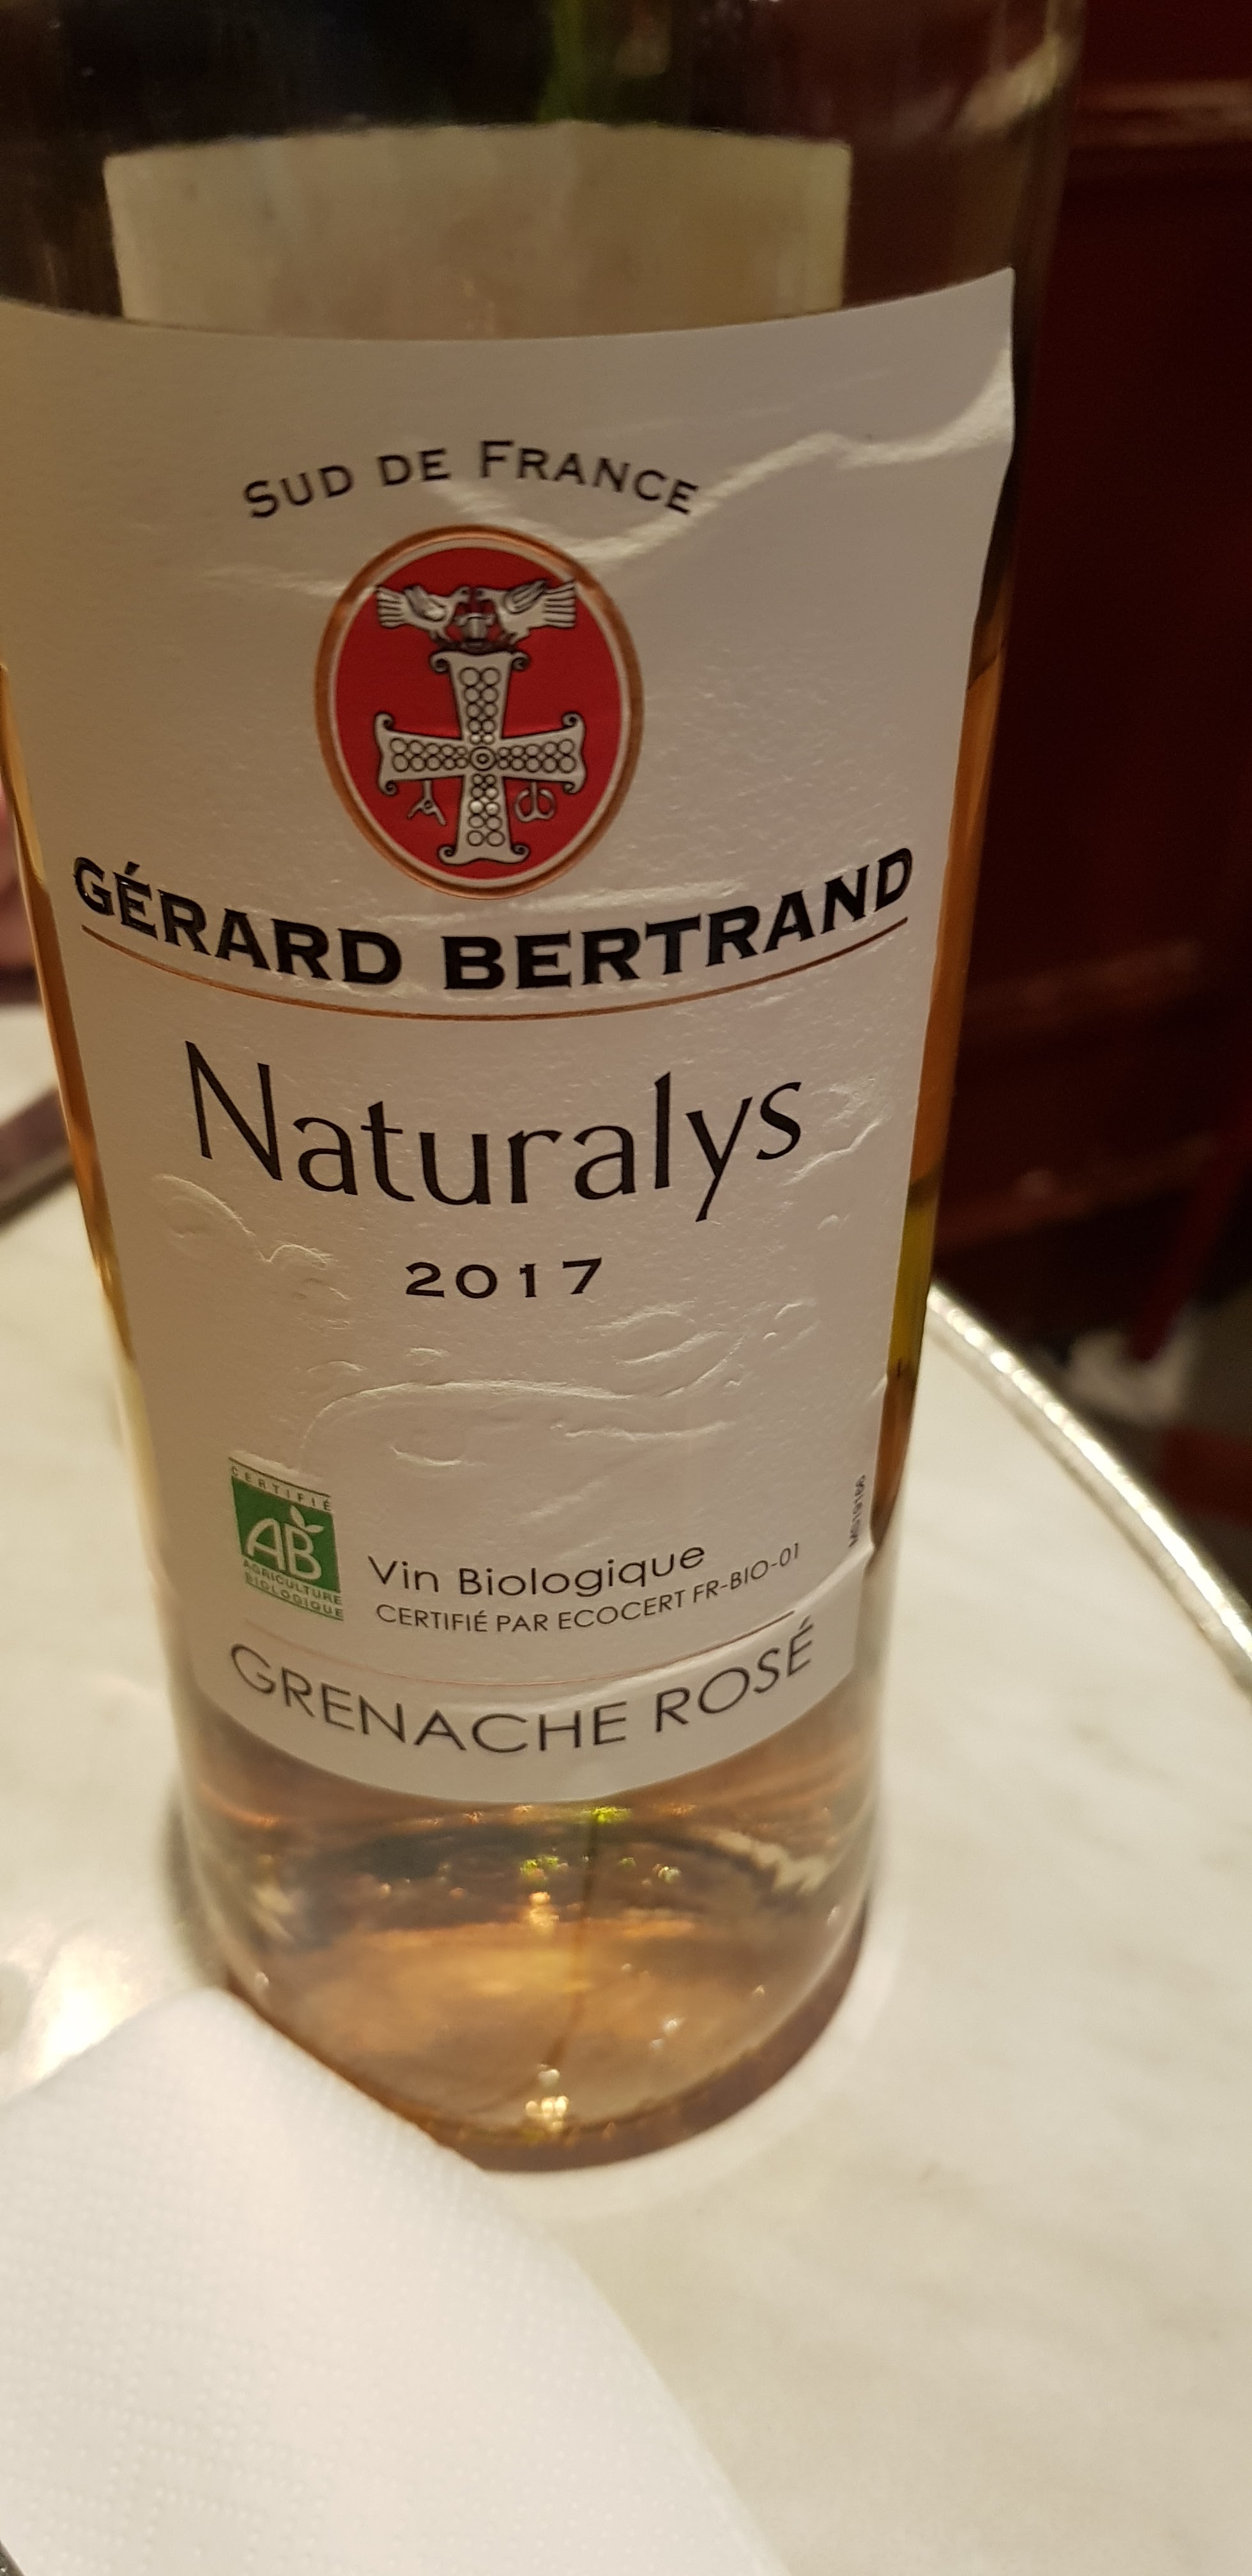 SUD DE FRANCE
GÉRARD BERTRAND
Naturalys
2017
CERTIFIÉ
AB
AGRICULTURE
BIOLOGIQUE
Vin Biologique
CERTIFIÉ PAR ECOCERT FR-BIO-01
GRENACHE ROSÉ